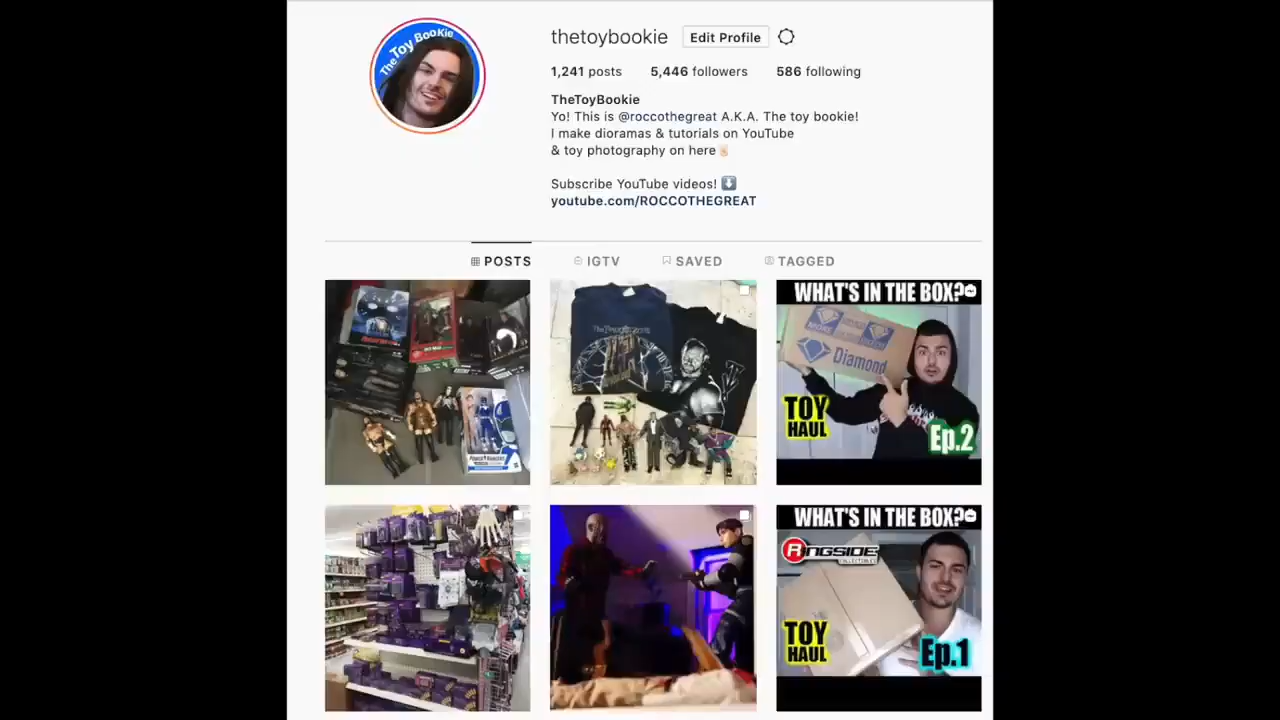 TheToy BooKie
thetoybookie
Edit Profile
1,241 posts
5,446 followers
586 following
TheToyBookie
Yo! This is @roccothegreat A.K.A. The toy bookie!
I make dioramas & tutorials on YouTube
& toy photography on here✌🏻
Subscribe YouTube videos! ⬇️
youtube.com/ROCCOTHEGREAT
POSTS
IGTV
SAVED
TAGGED
WHAT'S IN THE BOX?
Diamond
TOY
HAUL
Ep.2
WHAT'S IN THE BOX?
RINGSIDE
COLLECTIBLES
TOY
HAUL
Ep.1